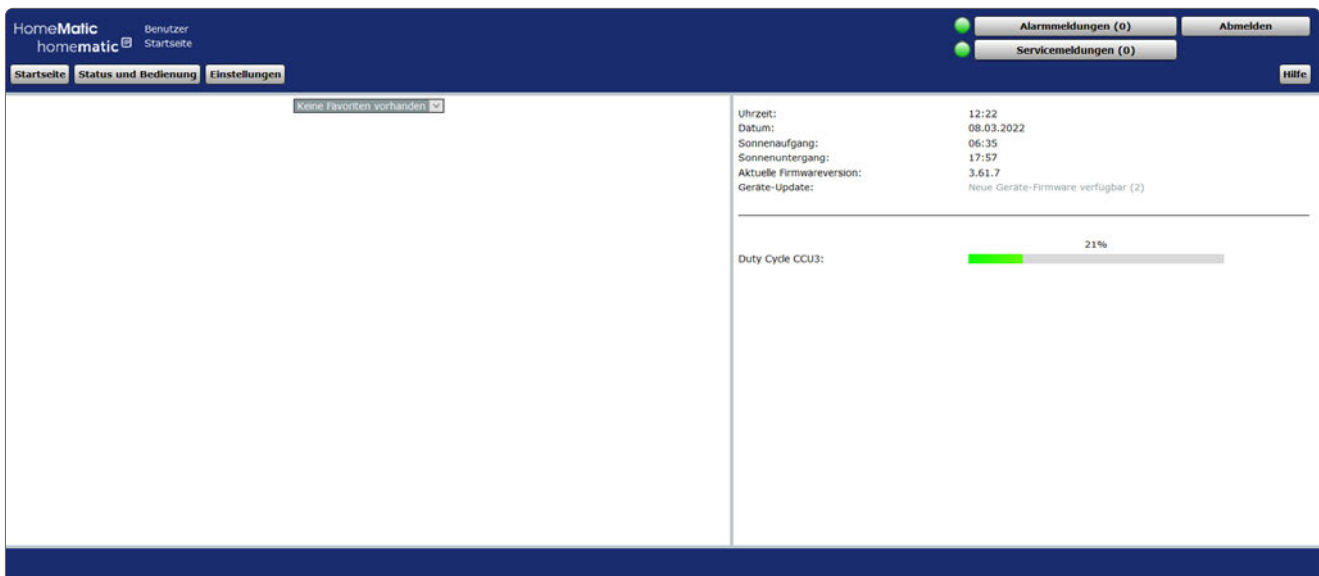 HomeMatic
homematic IP
Benutzer
Startseite
Alarmmeldungen (0)
Abmelden
Servicemeldungen (0)
Startseite
Status und Bedienung
Einstellungen
Hilfe
Keine Favoriten vorhanden
Uhrzeit: 12:22
Datum: 08.03.2022
Sonnenaufgang: 06:35
Sonnenuntergang: 17:57
Aktuelle Firmwareversion: 3.61.7
Geräte-Update: Neue Geräte-Firmware verfügbar (2)
21%
Duty Cycle CCU3: